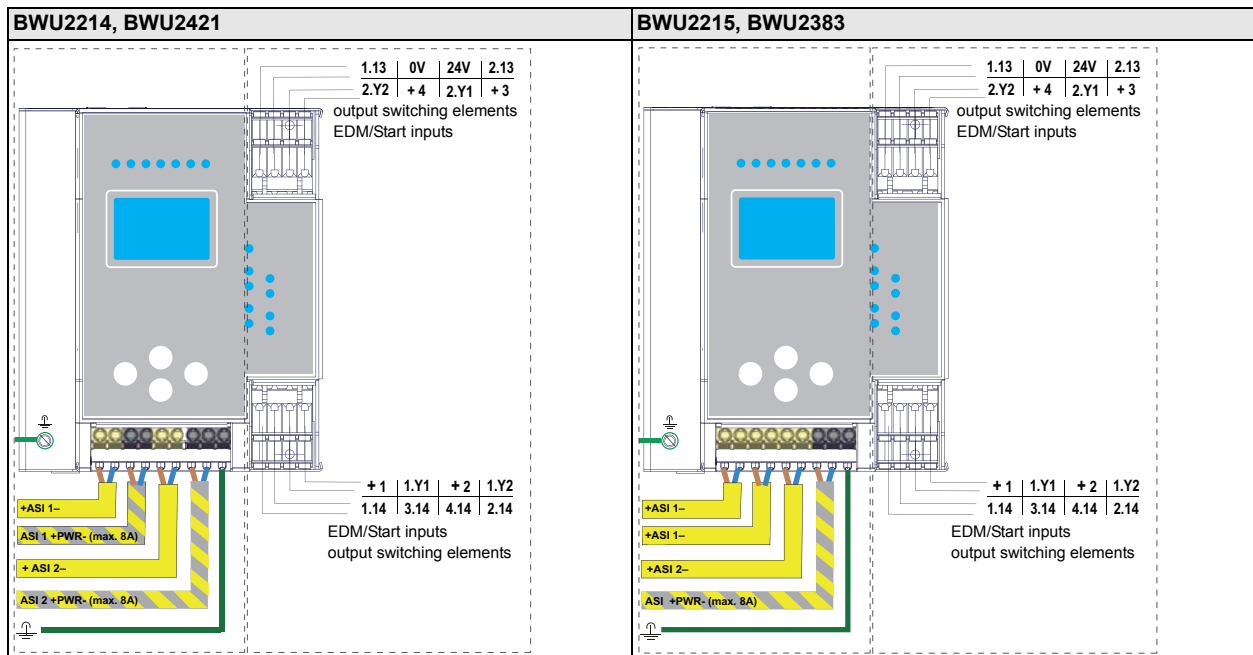 BWU2214, BWU2421
1.13 | 0V | 24V | 2.13
2.Y2 | + 4 | 2.Y1 | + 3
output switching elements
EDM/Start inputs
+ 1 | 1.Y1 | + 2 | 1.Y2
1.14 | 3.14 | 4.14 | 2.14
EDM/Start inputs
output switching elements
+ASI 1–
ASI 1 +PWR- (max. 8A)
+ ASI 2–
ASI 2 +PWR- (max. 8A)
BWU2215, BWU2383
1.13 | 0V | 24V | 2.13
2.Y2 | + 4 | 2.Y1 | + 3
output switching elements
EDM/Start inputs
+ 1 | 1.Y1 | + 2 | 1.Y2
1.14 | 3.14 | 4.14 | 2.14
EDM/Start inputs
output switching elements
+ASI 1–
+ASI 1–
+ASI 2–
ASI +PWR- (max. 8A)